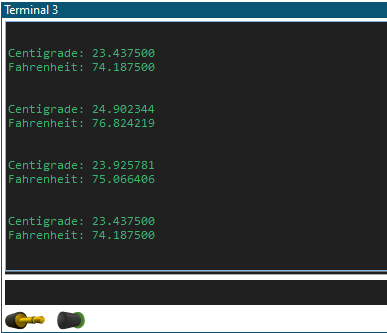 Terminal 3
Centigrade: 23.437500
Fahrenheit: 74.187500
Centigrade: 24.902344
Fahrenheit: 76.824219
Centigrade: 23.925781
Fahrenheit: 75.066406
Centigrade: 23.437500
Fahrenheit: 74.187500